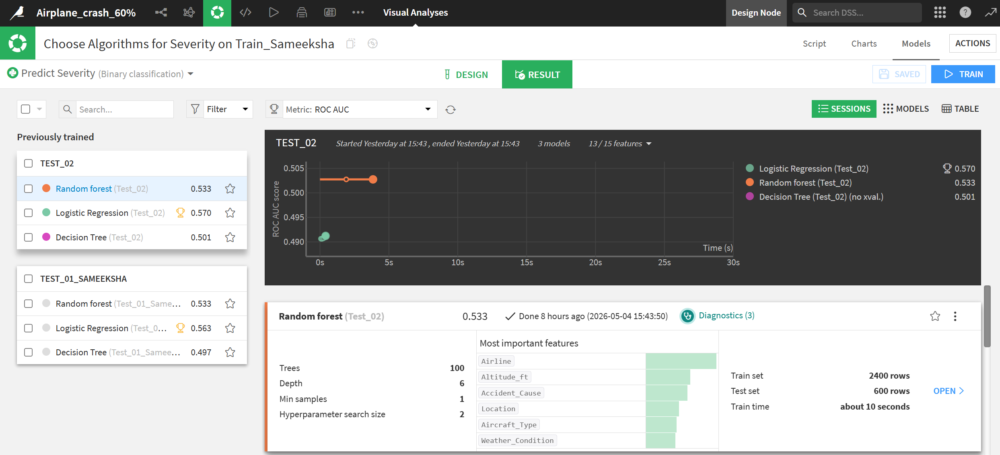 Airplane_crash_60%
Visual Analyses
Design Node
Search DSS...
?
Choose Algorithms for Severity on Train_Sameeksha
Script
Charts
Models
ACTIONS
Predict Severity (Binary classification)
DESIGN
RESULT
SAVED
TRAIN
Search...
Filter
Metric: ROC AUC
SESSIONS
MODELS
TABLE
Previously trained
TEST_02
Random forest (Test_02) 0.533
Logistic Regression (Test_02) 0.570
Decision Tree (Test_02) 0.501
TEST_01_SAMEEKSHA
Random forest (Test_01_Same... 0.533
Logistic Regression (Test_0... 0.563
Decision Tree (Test_01_Samee... 0.497
TEST_02 Started Yesterday at 15:43 , ended Yesterday at 15:43 3 models 13 / 15 features
ROC AUC score
0.505
0.500
0.495
0.490
Time (s)
0s 5s 10s 15s 20s 25s 30s
Logistic Regression (Test_02) 0.570
Random forest (Test_02) 0.533
Decision Tree (Test_02) (no xval.) 0.501
Random forest (Test_02) 0.533 Done 8 hours ago (2026-05-04 15:43:50) Diagnostics (3)
Trees 100
Depth 6
Min samples 1
Hyperparameter search size 2
Most important features
Airline
Altitude_ft
Accident_Cause
Location
Aircraft_Type
Weather_Condition
Train set 2400 rows
Test set 600 rows
Train time about 10 seconds
OPEN